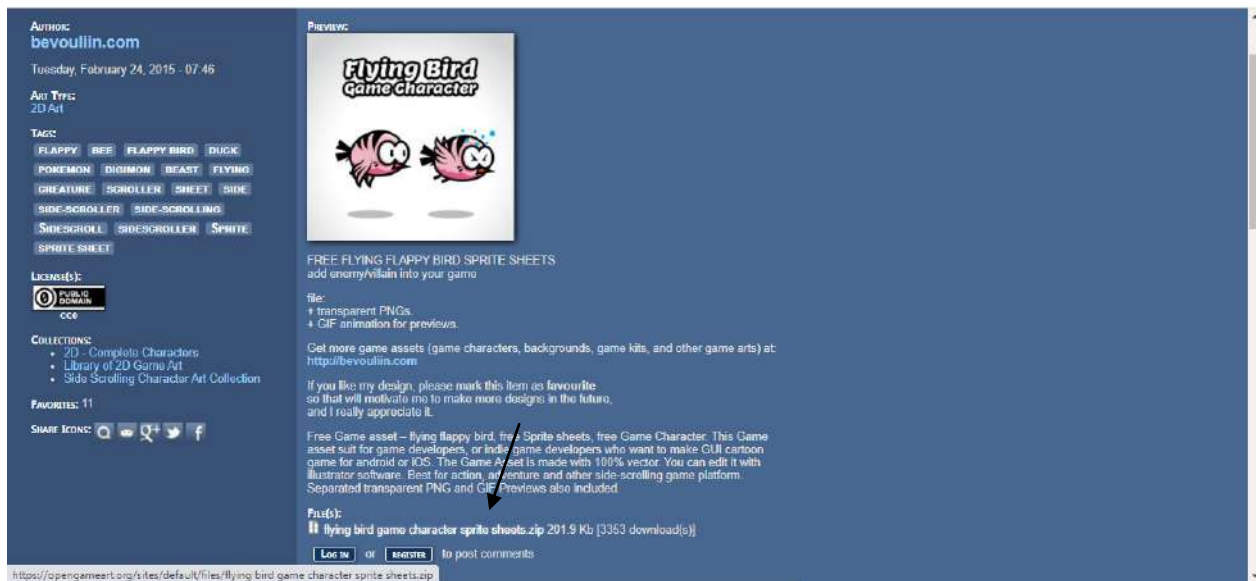 Author:
bevouliin.com
Tuesday, February 24, 2015 - 07:46
Art Type:
2D Art
Tags:
FLAPPY BEE FLAPPY BIRD DUCK
POKEMON DIGIMON BEAST FLYING
CREATURE SCROLLER SHEET SIDE
SIDE-SCROLLER SIDE-SCROLLING
Sidescroll SIDESCROLLER Sprite
SPRITE SHEET
License(s):
PUBLIC
DOMAIN
CC0
Collections:
• 2D - Complete Characters
• Library of 2D Game Art
• Side Scrolling Character Art Collection
Favorites: 11
Share Icons:
Preview:
Flying Bird
Game Character
FREE FLYING FLAPPY BIRD SPRITE SHEETS
add enemy/villain into your game
file:
+ transparent PNGs.
+ GIF animation for previews.
Get more game assets (game characters, backgrounds, game kits, and other game arts) at:
http://bevouliin.com
If you like my design, please mark this item as favourite
so that will motivate me to make more designs in the future,
and I really appreciate it.
Free Game asset – flying flappy bird, free Sprite sheets, free Game Character. This Game
asset suit for game developers, or indie game developers who want to make GUI cartoon
game for android or iOS. The Game Asset is made with 100% vector. You can edit it with
illustrator software. Best for action, adventure and other side-scrolling game platform.
Separated transparent PNG and GIF Previews also included
File(s):
flying bird game character sprite sheets.zip 201.9 Kb [3353 download(s)]
Log in or register to post comments
https://opengameart.org/sites/default/files/flying bird game character sprite sheets.zip